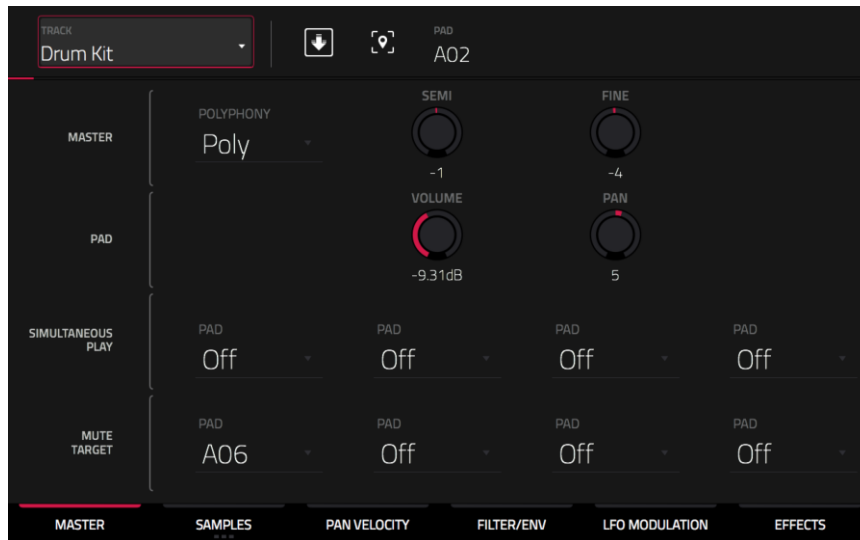 TRACK
Drum Kit
PAD
A02
MASTER
POLYPHONY
Poly
SEMI
-1
FINE
-4
PAD
VOLUME
-9.31dB
PAN
5
SIMULTANEOUS
PLAY
PAD PAD PAD PAD
Off Off Off Off
MUTE
TARGET
PAD PAD PAD PAD
A06 Off Off Off
MASTER SAMPLES PAN VELOCITY FILTER/ENV LFO MODULATION EFFECTS